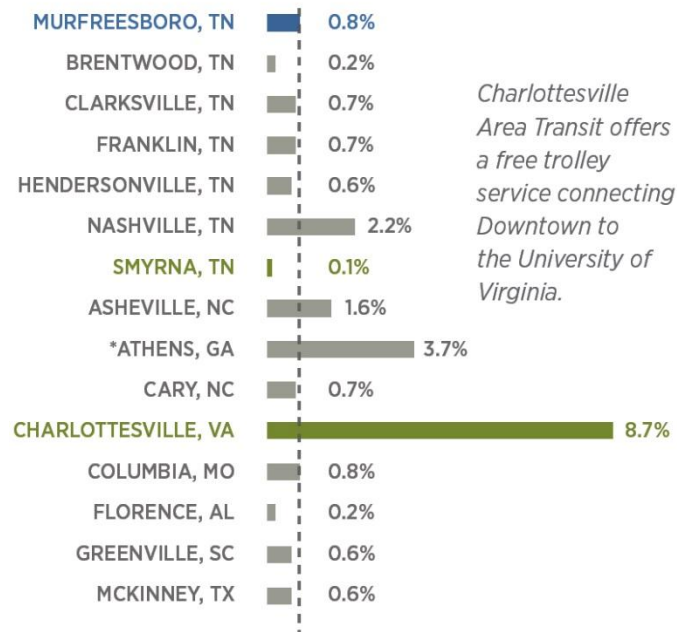 MURFREESBORO, TN 0.8%
BRENTWOOD, TN 0.2%
CLARKSVILLE, TN 0.7%
FRANKLIN, TN 0.7%
HENDERSONVILLE, TN 0.6%
NASHVILLE, TN 2.2%
SMYRNA, TN 0.1%
ASHEVILLE, NC 1.6%
*ATHENS, GA 3.7%
CARY, NC 0.7%
CHARLOTTESVILLE, VA 8.7%
COLUMBIA, MO 0.8%
FLORENCE, AL 0.2%
GREENVILLE, SC 0.6%
MCKINNEY, TX 0.6%
Charlottesville
Area Transit offers
a free trolley
service connecting
Downtown to
the University of
Virginia.